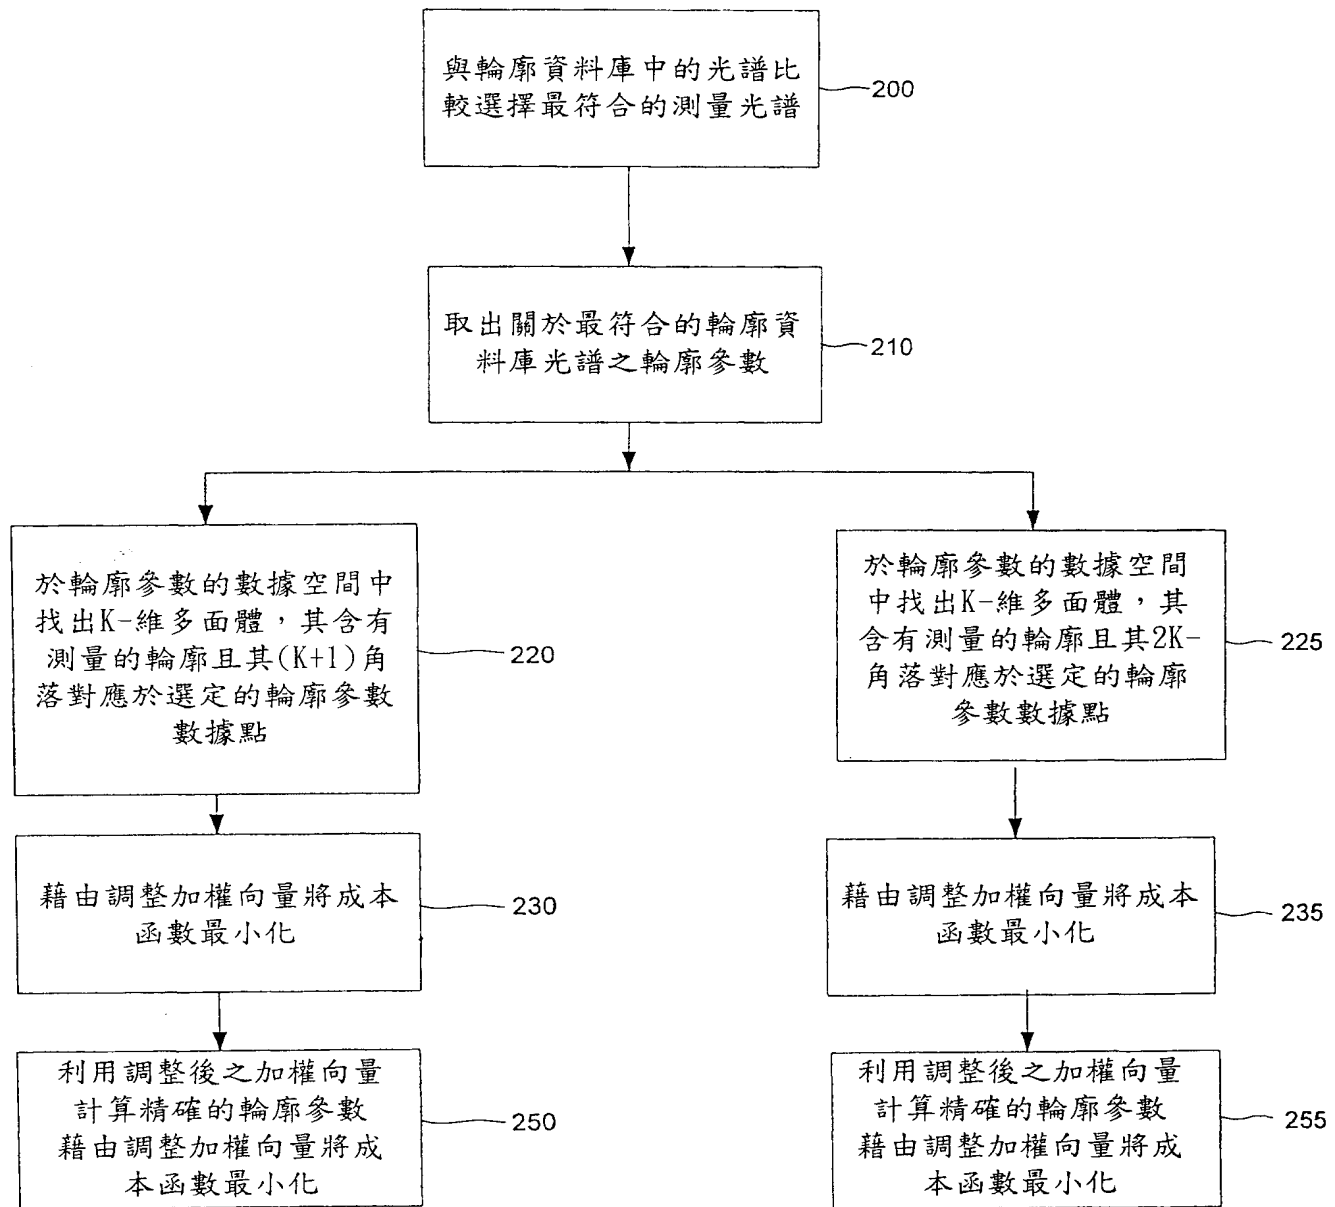 與輪廓資料庫中的光譜比
較選擇最符合的測量光譜
200
取出關於最符合的輪廓資
料庫光譜之輪廓參數
210
於輪廓參數的數據空間中
找出K-維多面體，其含有
測量的輪廓且其(K+1)角
落對應於選定的輪廓參數
數據點
220
於輪廓參數的數據空間
中找出K-維多面體，其
含有測量的輪廓且其2K-
角落對應於選定的輪廓
參數數據點
225
藉由調整加權向量將成本
函數最小化
230
藉由調整加權向量將成本
函數最小化
235
利用調整後之加權向量
計算精確的輪廓參數
藉由調整加權向量將成
本函數最小化
250
利用調整後之加權向量
計算精確的輪廓參數
藉由調整加權向量將成
本函數最小化
255